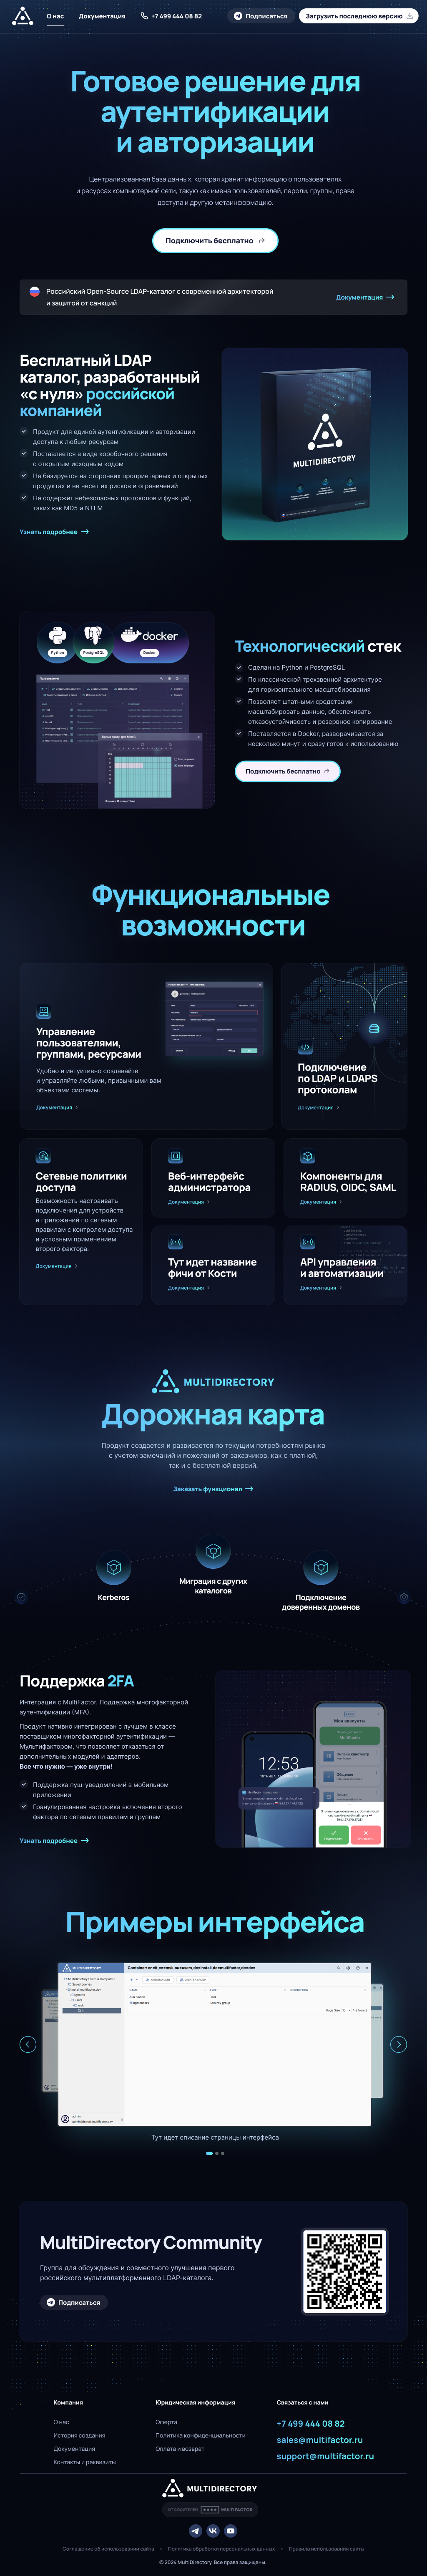 О нас
Документация
+7 499 444 08 82
Подписаться
Загрузить последнюю версию
Готовое решение для
аутентификации
и авторизации
Централизованная база данных, которая хранит информацию о пользователях
и ресурсах компьютерной сети, такую как имена пользователей, пароли, группы, права
доступа и другую метаинформацию.
Подключить бесплатно
Российский Open-Source LDAP-каталог с современной архитекторой
и защитой от санкций
Документация
Бесплатный LDAP
каталог, разработанный
«с нуля» российской
компанией
Продукт для единой аутентификации и авторизации
доступа к любым ресурсам
Поставляется в виде коробочного решения
с открытым исходным кодом
Не базируется на сторонних проприетарных и открытых
продуктах и не несет их рисков и ограничений
Не содержит небезопасных протоколов и функций,
таких как MD5 и NTLM
Узнать подробнее
MULTIDIRECTORY
Python
PostgreSQL
docker
Docker
Технологический стек
Сделан на Python и PostgreSQL
По классической трехзвенной архитектуре
для горизонтального масштабирования
Позволяет штатными средствами
масштабировать данные, обеспечивать
отказоустойчивость и резервное копирование
Поставляется в Docker, разворачивается за
несколько минут и сразу готов к использованию
Подключить бесплатно
Функциональные
возможности
Управление
пользователями,
группами, ресурсами
Удобно и интуитивно создавайте
и управляйте любыми, привычными вам
объектами системы.
Документация
Подключение
по LDAP и LDAPS
протоколам
Документация
Сетевые политики
доступа
Возможность настраивать
подключения для устройств
и приложений по сетевым
правилам с контролем доступа
и условным применением
второго фактора.
Документация
Веб-интерфейс
администратора
Документация
Компоненты для
RADIUS, OIDC, SAML
Документация
Тут идет название
фичи от Кости
Документация
API управления
и автоматизации
Документация
MULTIDIRECTORY
Дорожная карта
Продукт создается и развивается по текущим потребностям рынка
с учетом замечаний и пожеланий от заказчиков, как с платной,
так и с бесплатной версий.
Заказать функционал
Kerberos
Миграция с других
каталогов
Подключение
доверенных доменов
Поддержка 2FA
Интеграция с MultiFactor. Поддержка многофакторной
аутентификации (MFA).
Продукт нативно интегрирован с лучшем в классе
поставщиком многофакторной аутентификации —
Мультифактором, что позволяет отказаться от
дополнительных модулей и адаптеров.
Все что нужно — уже внутри!
Поддержка пуш-уведомлений в мобильном
приложении
Гранулированная настройка включения второго
фактора по сетевым правилам и группам
Узнать подробнее
12:53
Мои аккаунты
Примеры интерфейса
MULTIDIRECTORY
Тут идет описание страницы интерфейса
MultiDirectory Community
Группа для обсуждения и совместного улучшения первого
российского мультиплатформенного LDAP-каталога.
Подписаться
Компания
О нас
История создания
Документация
Контакты и реквизиты
Юридическая информация
Оферта
Политика конфиденциальности
Оплата и возврат
Связаться с нами
+7 499 444 08 82
sales@multifactor.ru
support@multifactor.ru
MULTIDIRECTORY
ОТ СОЗДАТЕЛЕЙ
MULTIFACTOR
Соглашение об использовании сайта
Политика обработки персональных данных
Правила использования сайта
© 2024 MultiDirectory. Все права защищены.